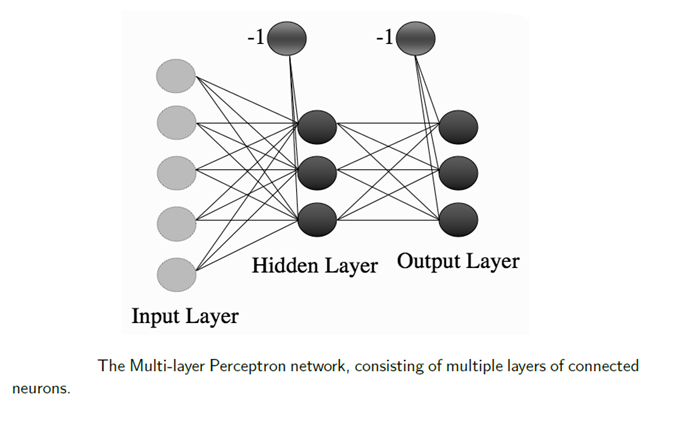 -1
-1
Hidden Layer
Output Layer
Input Layer
The Multi-layer Perceptron network, consisting of multiple layers of connected
neurons.